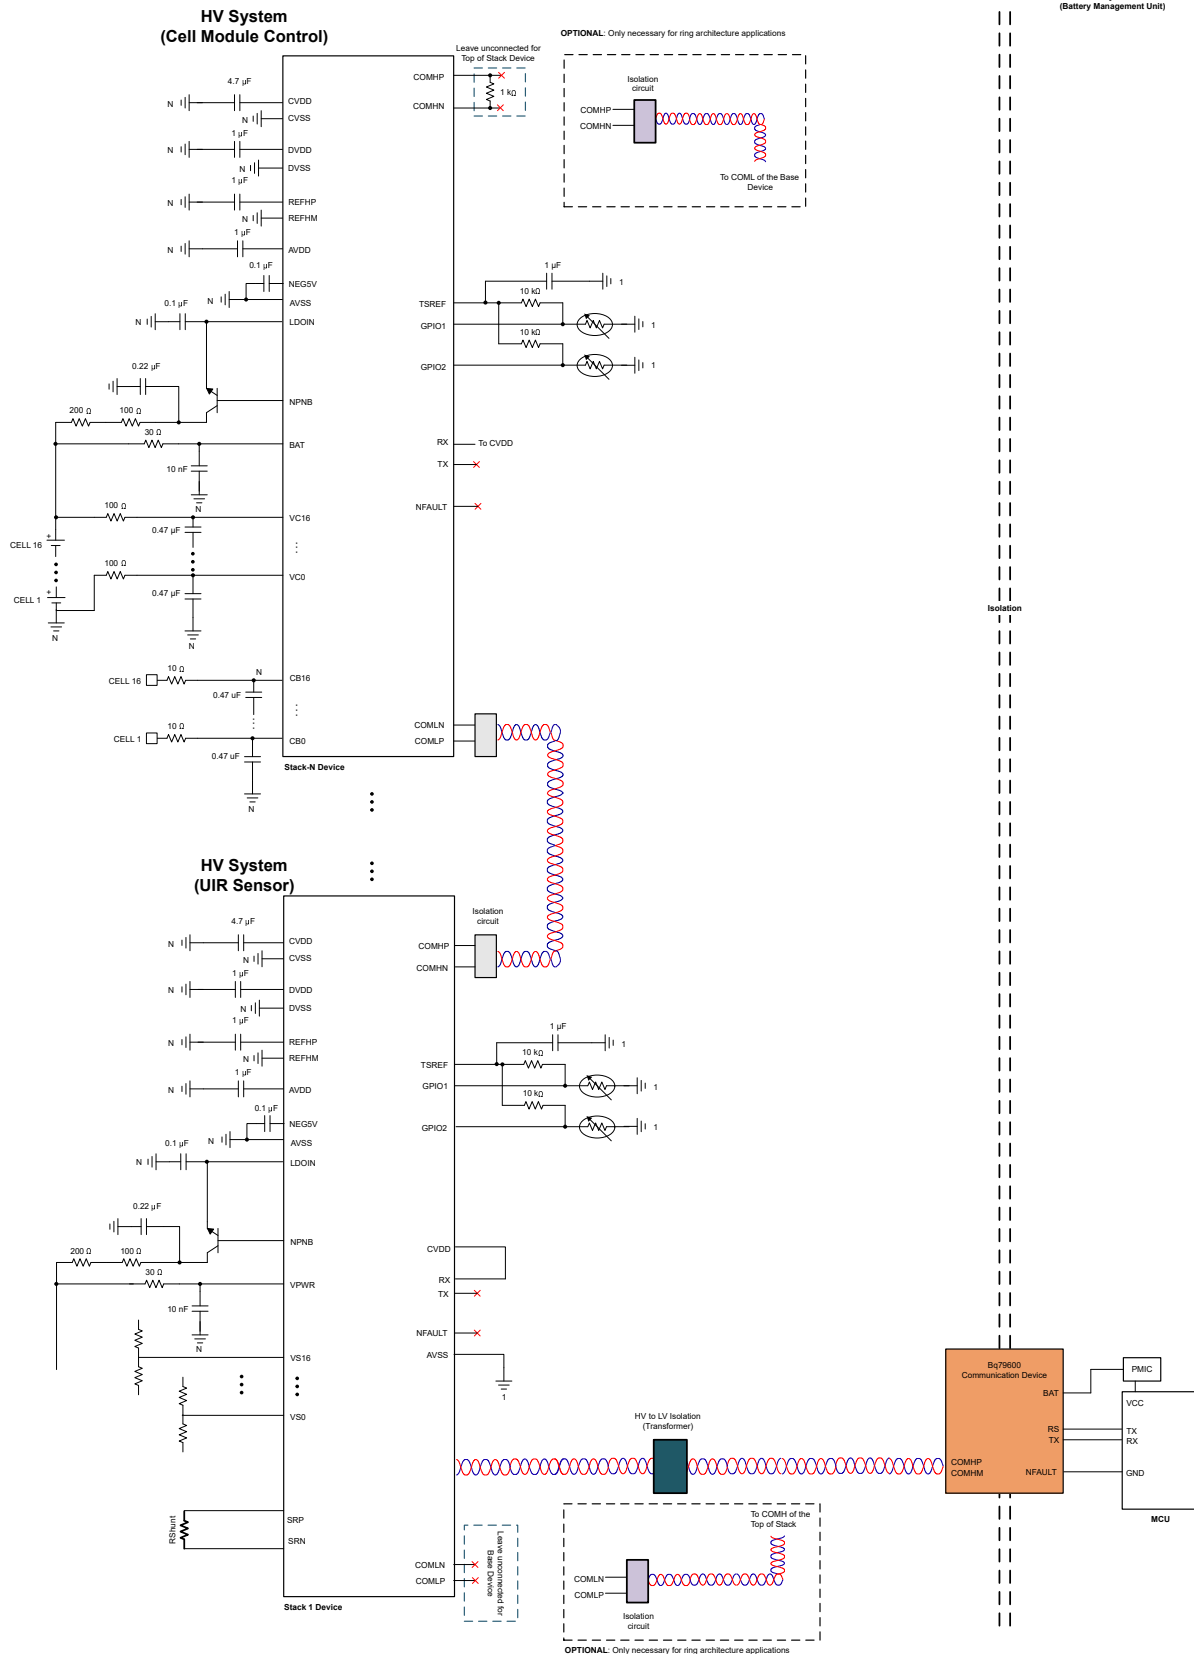 (Battery Management Unit)
HV System
(Cell Module Control)
OPTIONAL: Only necessary for ring architecture applications
Leave unconnected for
Top of Stack Device
COMHP
1 kΩ
COMHN
Isolation
circuit
COMHP
COMHN
To COML of the Base
Device
4.7 µF
N
CVDD
N
CVSS
1 µF
N
DVDD
N
DVSS
1 µF
N
REFHP
N
REFHM
1 µF
N
AVDD
0.1 µF
NEG5V
N
AVSS
0.1 µF
N
LDOIN
1 µF
1
10 kΩ
TSREF
GPIO1
1
10 kΩ
GPIO2
1
0.22 µF
NPNB
200 Ω
100 Ω
30 Ω
BAT
10 nF
N
RX
To CVDD
TX
NFAULT
100 Ω
VC16
0.47 µF
CELL 16
100 Ω
VC0
0.47 µF
CELL 1
N
N
Isolation
CELL 16
10 Ω
N
CB16
0.47 uF
CELL 1
10 Ω
CB0
0.47 uF
N
COMLN
COMLP
Stack-N Device
HV System
(UIR Sensor)
Isolation
circuit
COMHP
COMHN
4.7 µF
N
CVDD
N
CVSS
1 µF
N
DVDD
N
DVSS
1 µF
N
REFHP
N
REFHM
1 µF
N
AVDD
0.1 µF
NEG5V
N
AVSS
0.1 µF
N
LDOIN
1 µF
1
10 kΩ
TSREF
GPIO1
1
10 kΩ
GPIO2
1
0.22 µF
NPNB
200 Ω
100 Ω
30 Ω
VPWR
10 nF
N
CVDD
RX
TX
NFAULT
AVSS
1
VS16
VS0
HV to LV Isolation
(Transformer)
Bq79600
Communication Device
BAT
RS
TX
COMHP
COMHM
NFAULT
PMIC
VCC
TX
RX
GND
MCU
RShunt
SRP
SRN
COMLN
COMLP
Leave unconnected for
Base Device
Stack 1 Device
To COMH of the
Top of Stack
COMLN
COMLP
Isolation
circuit
OPTIONAL: Only necessary for ring architecture applications